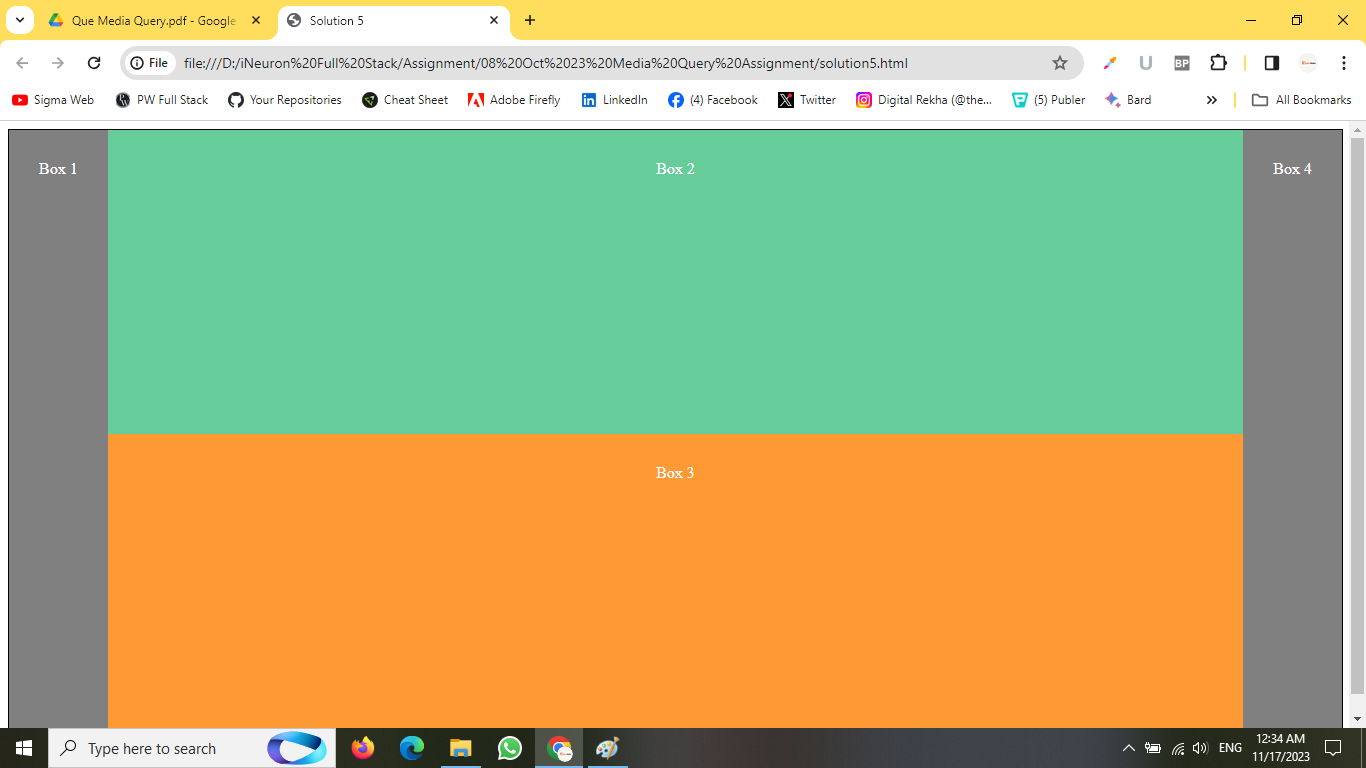 Que Media Query.pdf - Google
Solution 5
File
file:///D:/iNeuron%20Full%20Stack/Assignment/08%20Oct%2023%20Media%20Query%20Assignment/solution5.html
U
BP
Sigma Web
PW Full Stack
Your Repositories
Cheat Sheet
Adobe Firefly
LinkedIn
(4) Facebook
Twitter
Digital Rekha (@the...
(5) Publer
Bard
All Bookmarks
Box 1
Box 2
Box 4
Box 3
Type here to search
ENG
12:34 AM
11/17/2023